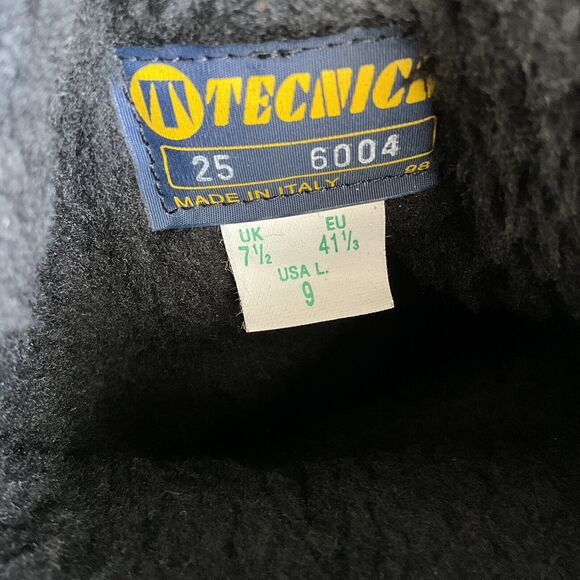 TECNICA
25 6004
MADE IN ITALY 98
UK EU
7½ 41⅓
USA L.
9